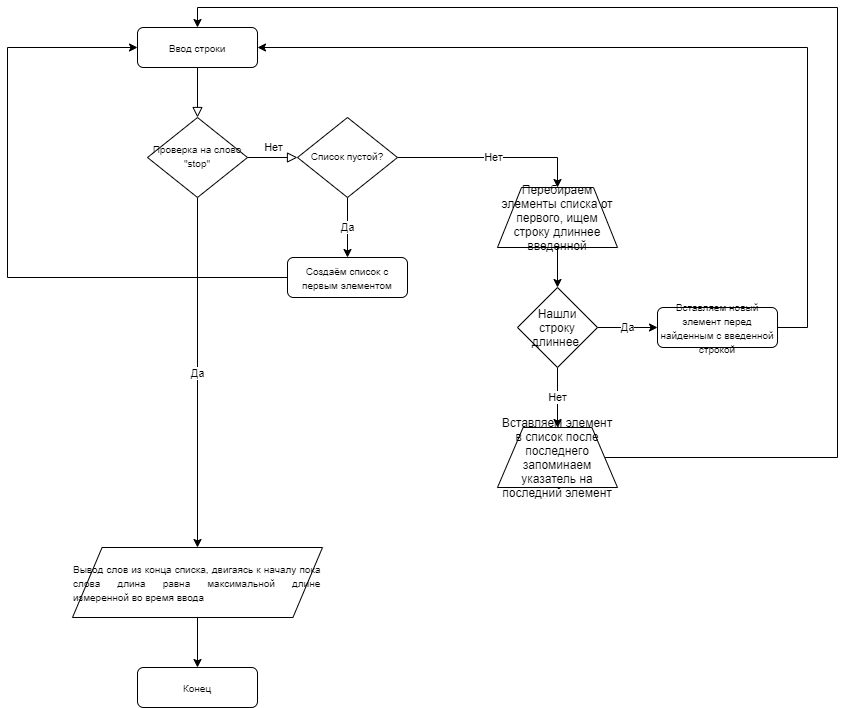 Ввод строки
Проверка на слово
"stop"
Нет
Список пустой?
Нет
Да
Создаём список с
первым элементом
Перебираем
элементы списка от
первого, ищем
строку длиннее
введенной
Нашли
строку
длиннее
Да
Вставляем новый
элемент перед
найденным с введенной
строкой
Нет
Вставляем элемент
в список после
последнего
запоминаем
указатель на
последний элемент
Да
Вывод слов из конца списка, двигаясь к началу пока
слова длина равна максимальной длине
измеренной во время ввода
Конец